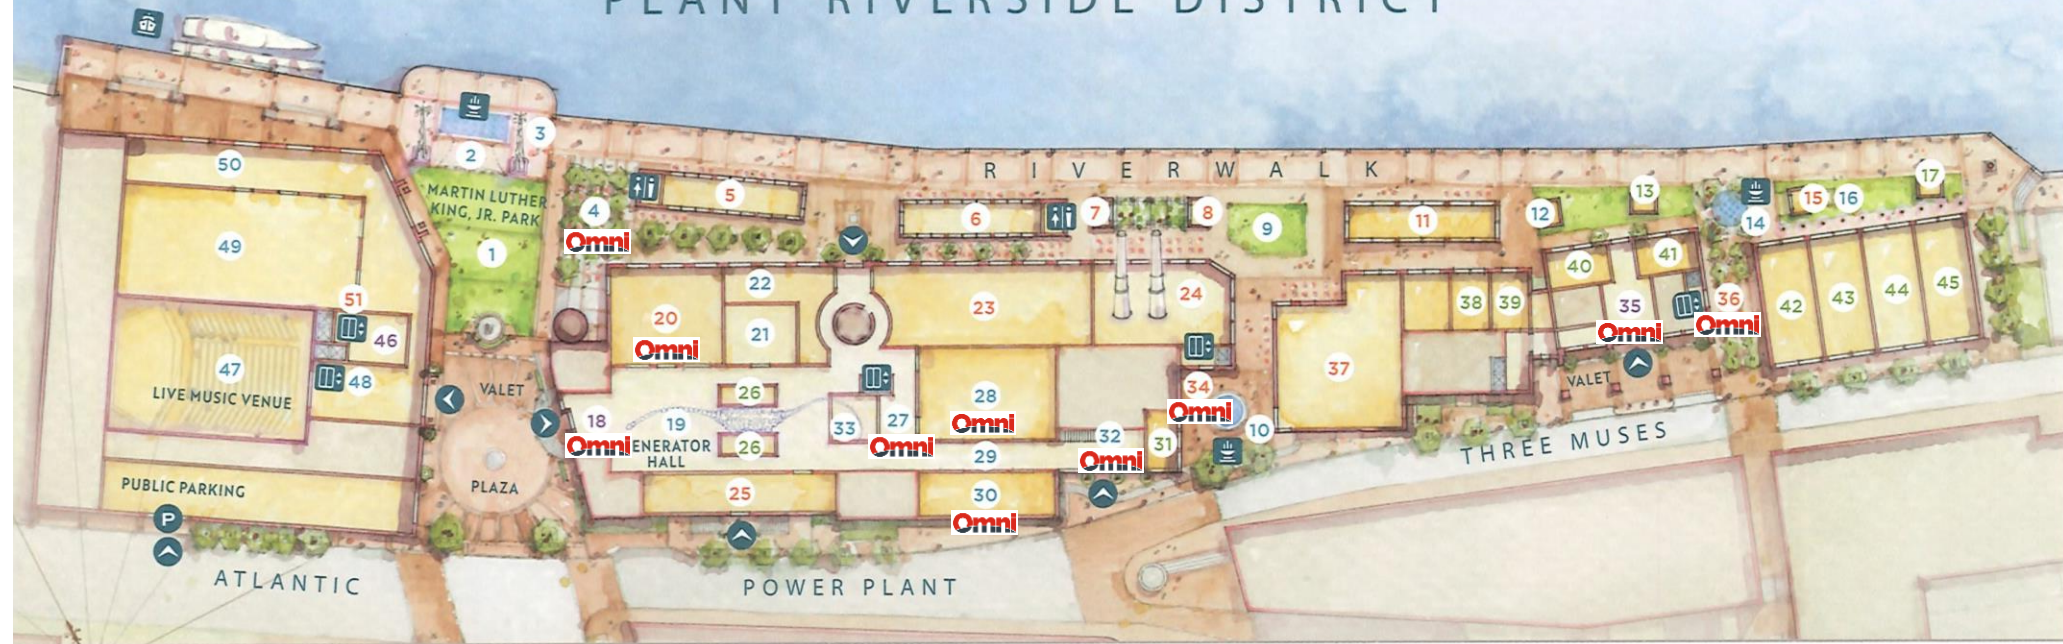 PLANT RIVERSIDE DISTRICT
RIVERWALK
50
2
3
MARTIN LUTHER
KING, JR. PARK
1
4
Omni
5
6
7
8
9
11
12
13
14
15
16
17
49
51
46
47
LIVE MUSIC VENUE
48
22
21
20
Omni
23
24
37
38
39
40
41
35
Omni
36
Omni
42
43
44
45
VALET
PLAZA
18
Omni
19
ENERATOR
HALL
26
26
33
27
Omni
28
Omni
29
30
Omni
25
32
Omni
31
34
Omni
10
VALET
THREE MUSES
PUBLIC PARKING
P
ATLANTIC
POWER PLANT